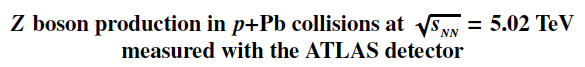 Z boson production in p+Pb collisions at √s_NN = 5.02 TeV
measured with the ATLAS detector